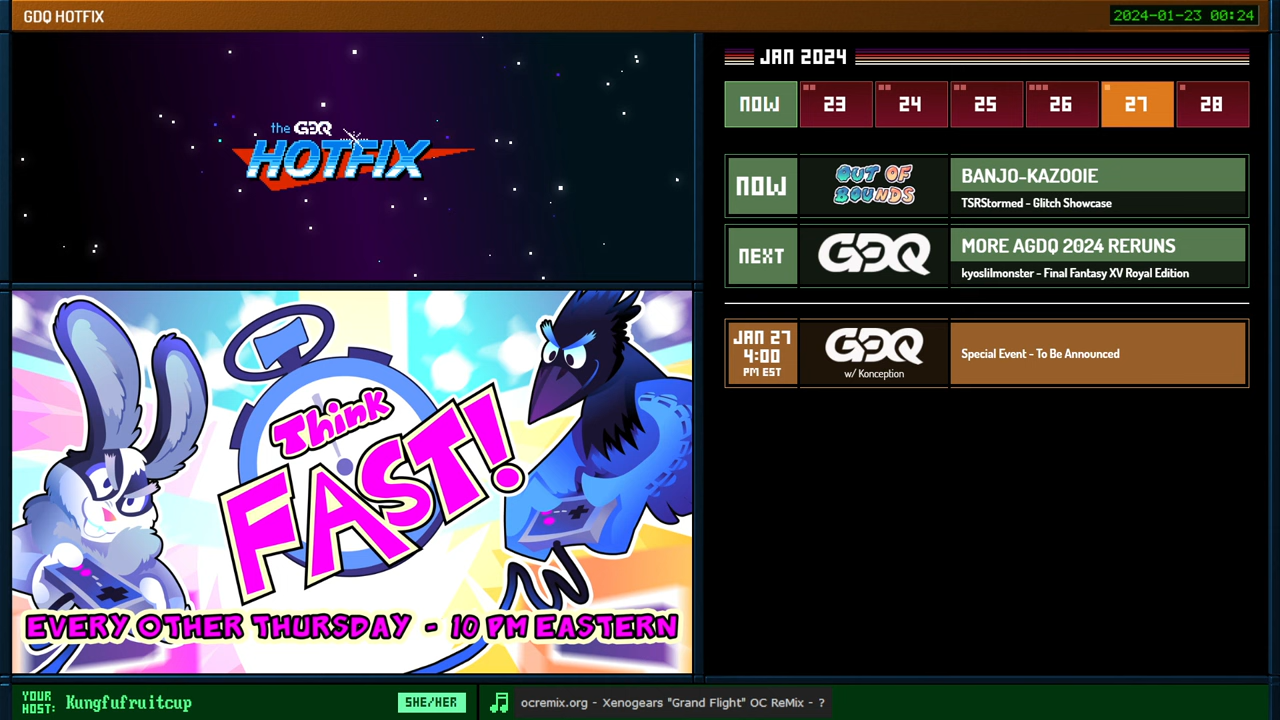 GDQ HOTFIX
2024-01-23 00:24
the GDQ
HOTFIX
JAN 2024
NOW 23 24 25 26 27 28
NOW
OUT OF
BOUNDS
BANJO-KAZOOIE
TSRStormed - Glitch Showcase
NEXT
GDQ
MORE AGDQ 2024 RERUNS
kyoslilmonster - Final Fantasy XV Royal Edition
JAN 27
4:00
PM EST
GDQ
w/ Konception
Special Event - To Be Announced
Think
FAST!
EVERY OTHER THURSDAY - 10 PM EASTERN
YOUR
HOST:
Kungfufruitcup
SHE/HER
ocremix.org - Xenogears "Grand Flight" OC ReMix - ?